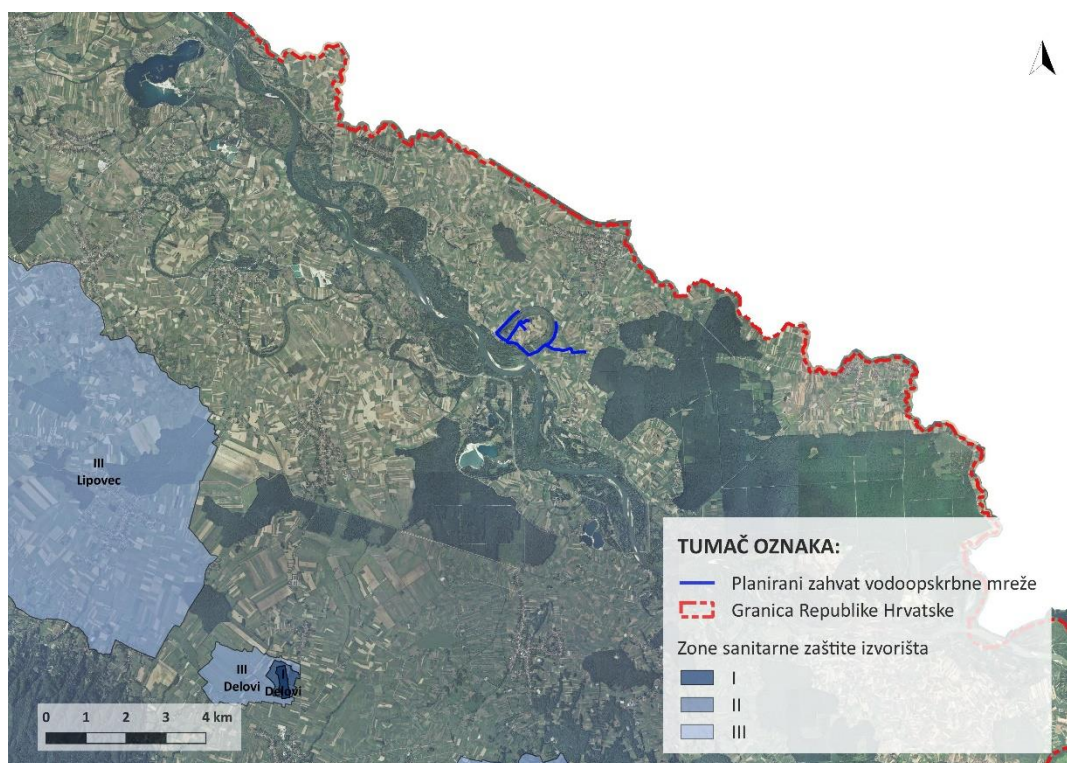 III
Lipovec
III
Delovi
I
Delovi
0 1 2 3 4 km
TUMAČ OZNAKA:
Planirani zahvat vodoopskrbne mreže
Granica Republike Hrvatske
Zone sanitarne zaštite izvorišta
I
II
III